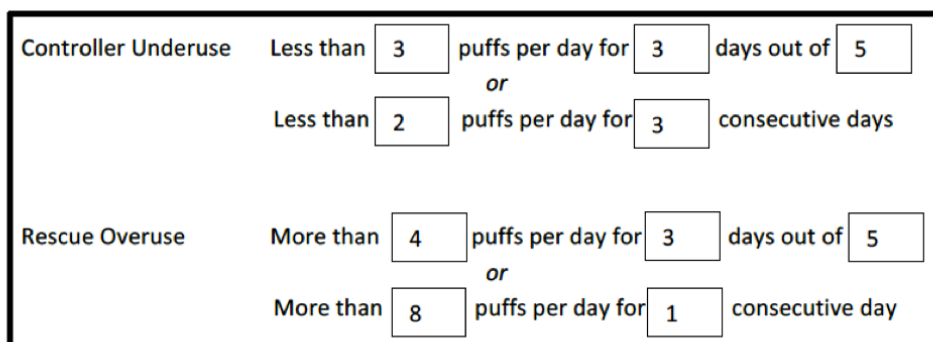 Controller Underuse Less than 3 puffs per day for 3 days out of 5
or
Less than 2 puffs per day for 3 consecutive days
Rescue Overuse More than 4 puffs per day for 3 days out of 5
or
More than 8 puffs per day for 1 consecutive day